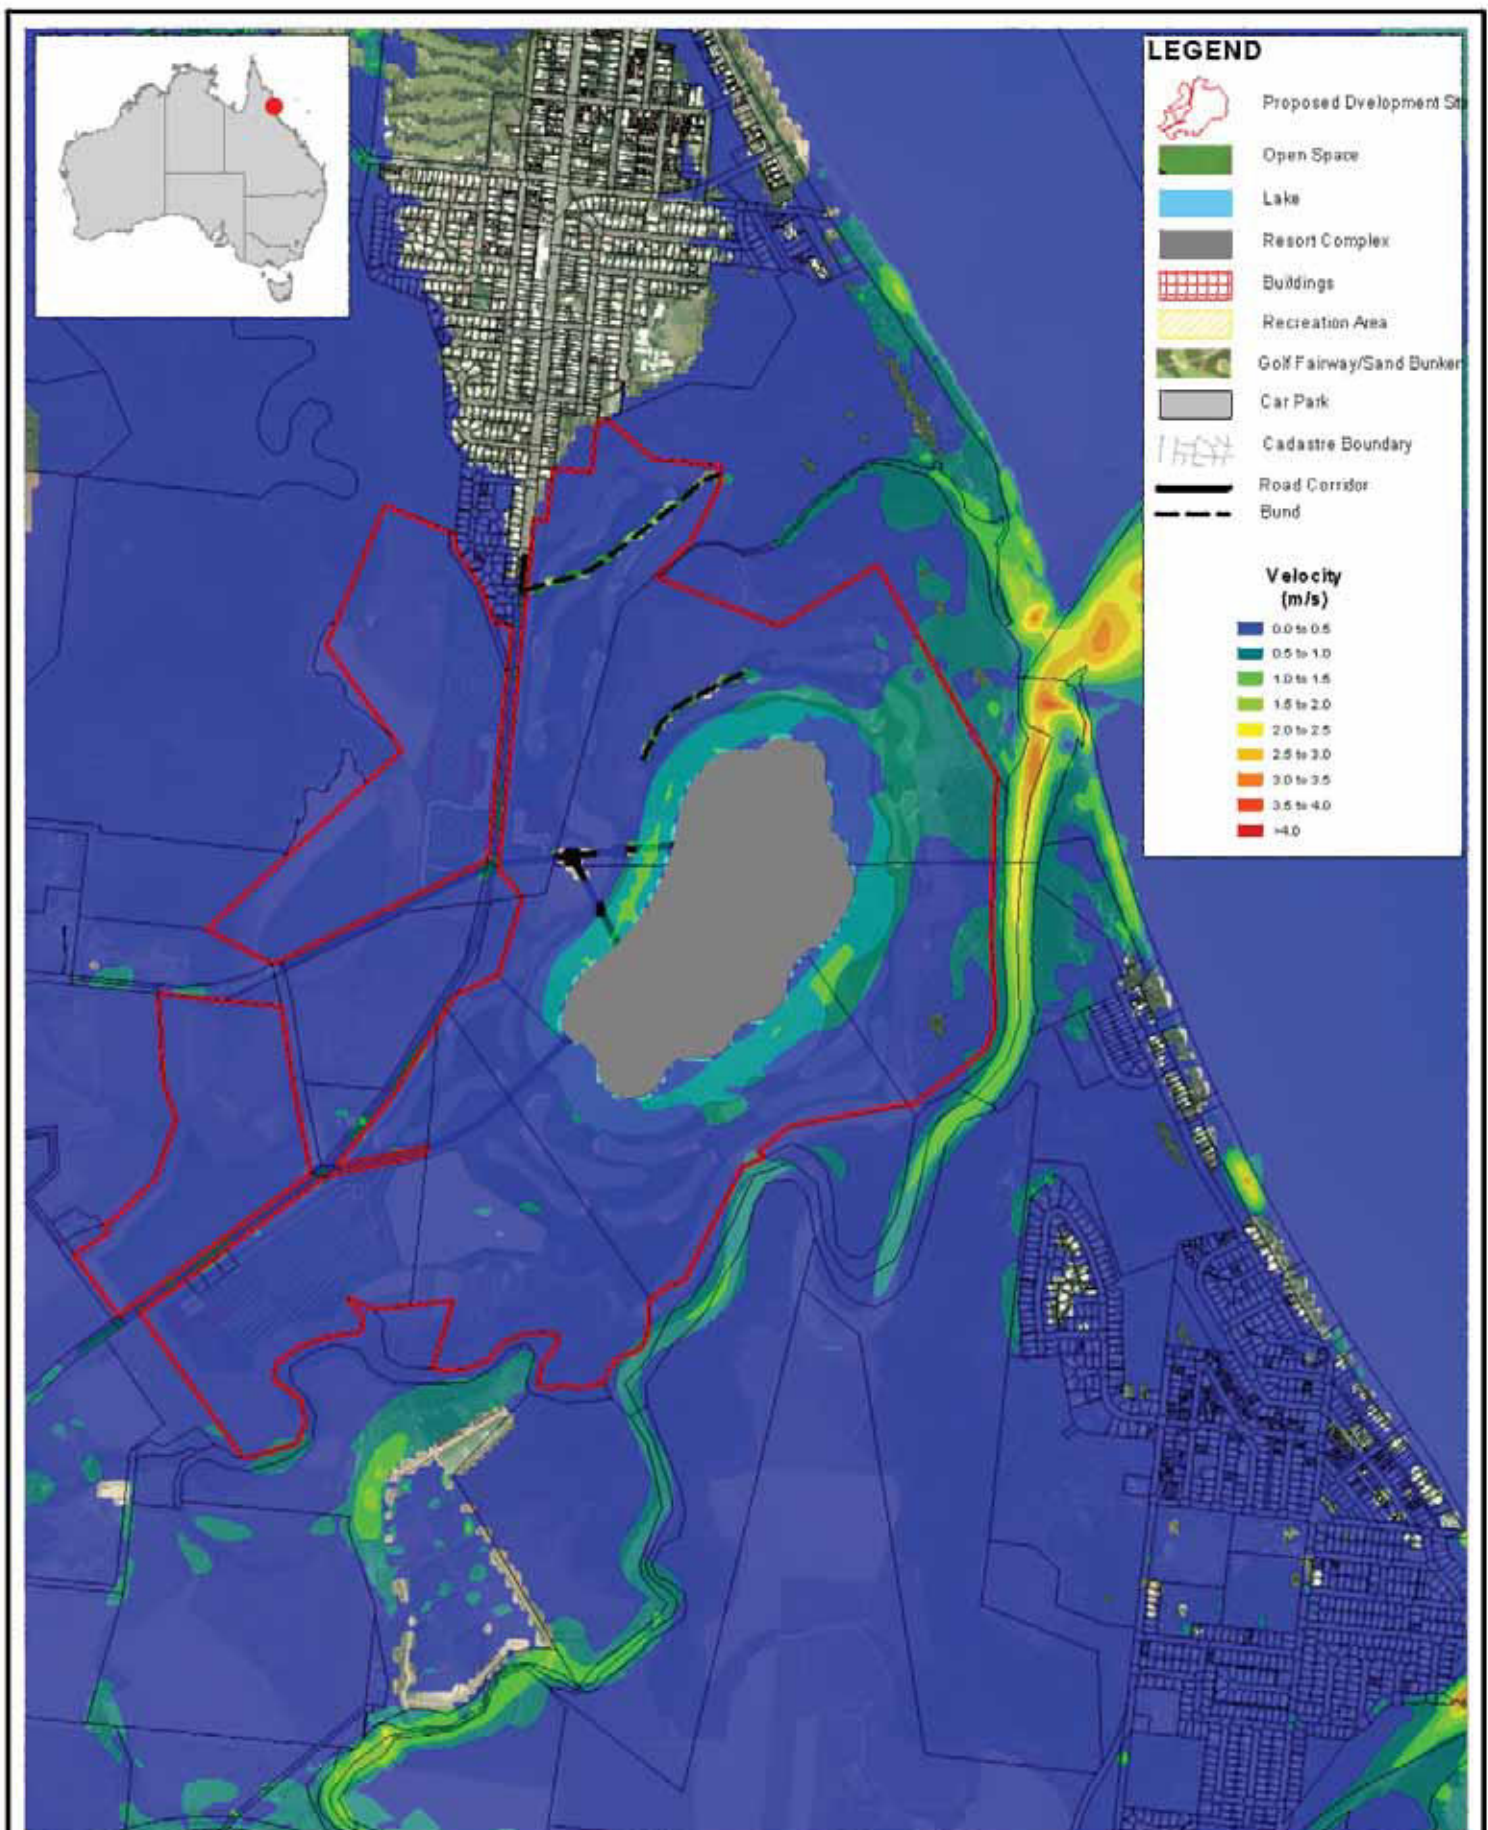 LEGEND
Proposed Dvelopment Site
Open Space
Lake
Resort Complex
Buildings
Recreation Area
Golf Fairway/Sand Bunker
Car Park
Cadastre Boundary
Road Corridor
Bund
Velocity
(m/s)
0.0 to 0.5
0.5 to 1.0
1.0 to 1.5
1.5 to 2.0
2.0 to 2.5
2.5 to 3.0
3.0 to 3.5
3.5 to 4.0
>4.0